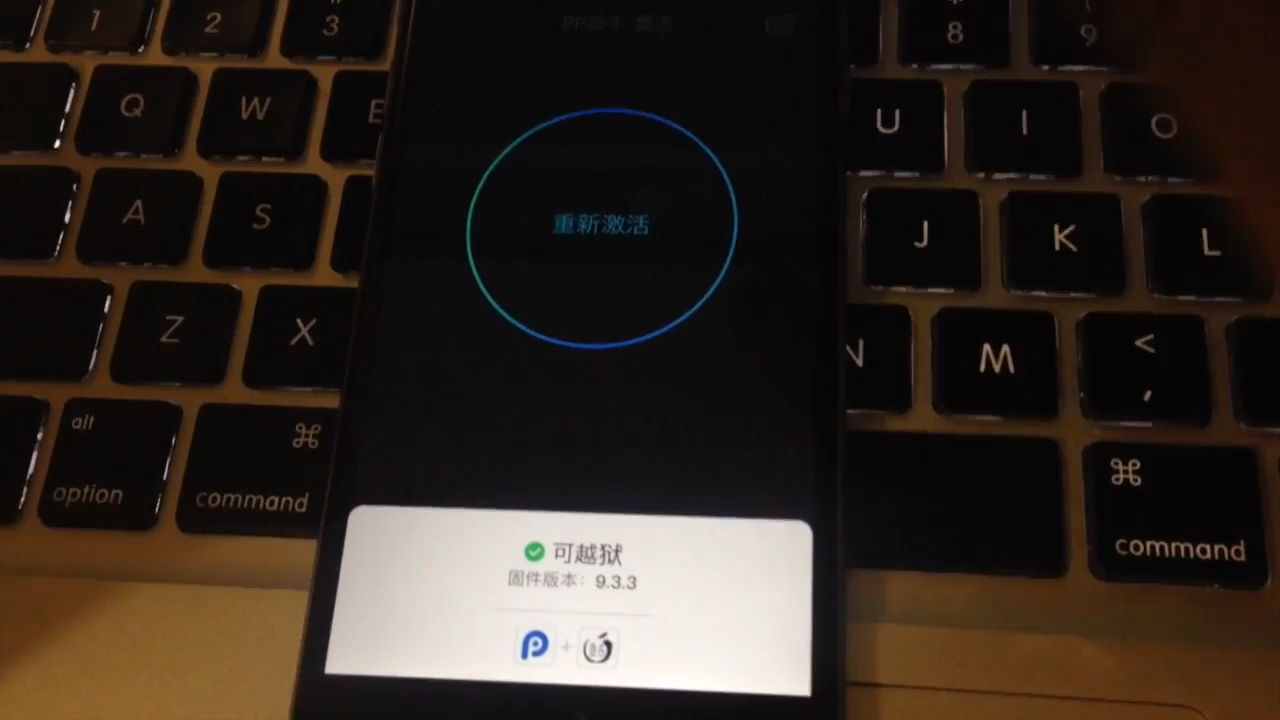 1 2 3 8 9
Q W E U I O
A S J K L
Z X N M < ,
alt option
⌘ command
⌘ command
重新激活
可越狱
固件版本：9.3.3